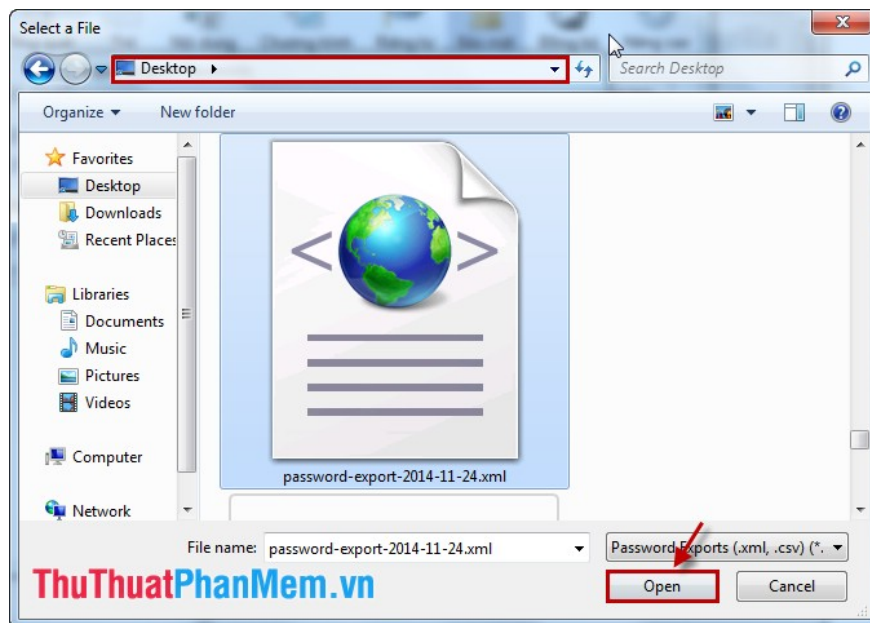 Select a File
Desktop
Search Desktop
Organize
New folder
Favorites
Desktop
Downloads
Recent Places
Libraries
Documents
Music
Pictures
Videos
Computer
Network
< >
password-export-2014-11-24.xml
File name: password-export-2014-11-24.xml
Password Exports (.xml, .csv) (*.
Open
Cancel
ThuThuatPhanMem.vn